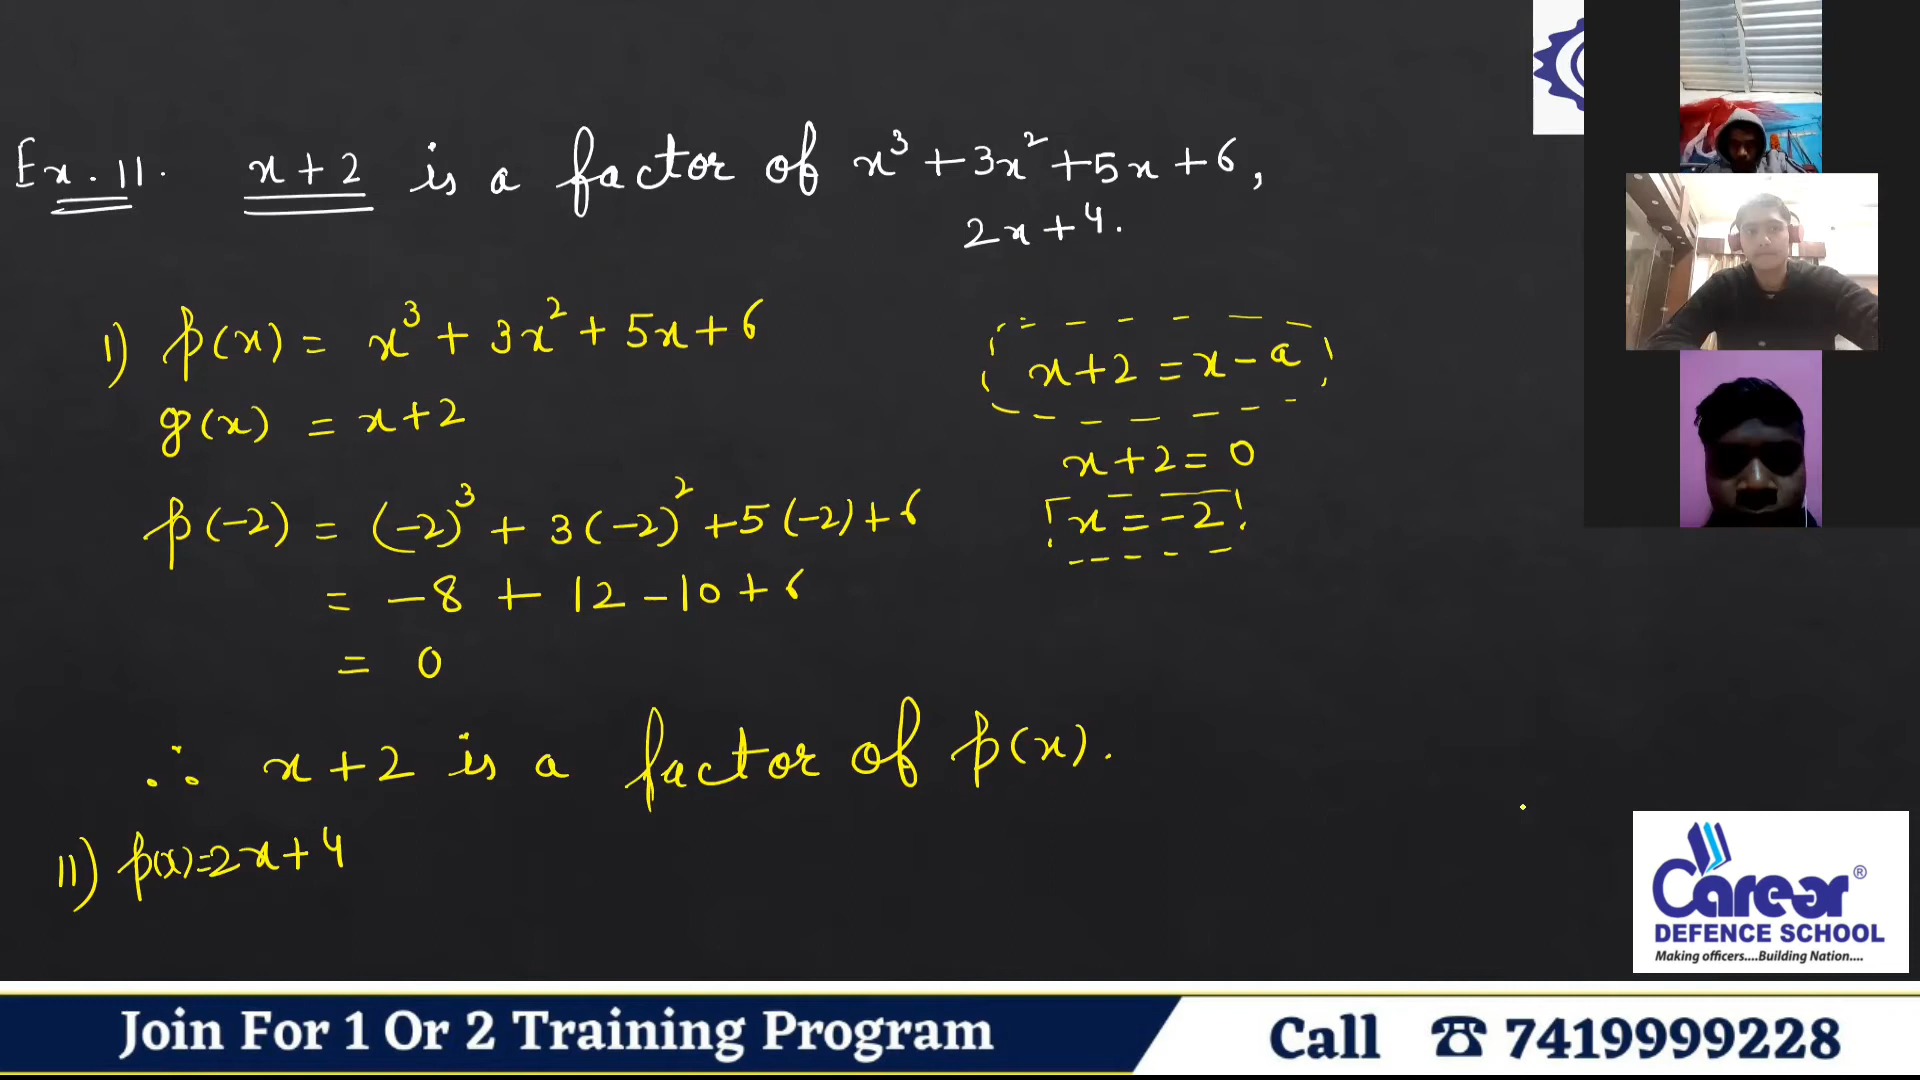 Ex. 11. x+2 is a factor of x³+3x²+5x+6,
2x+4.
I) p(x) = x³ + 3x² + 5x + 6
g(x) = x+2
p(-2) = (-2)³ + 3(-2)² + 5(-2) + 6
= -8 + 12 - 10 + 6
= 0
x+2 = x-a
x+2 = 0
x = -2
∴ x+2 is a factor of p(x).
II) p(x)=2x+4
Career®
DEFENCE SCHOOL
Making officers....Building Nation....
Join For 1 Or 2 Training Program
Call ☎ 7419999228